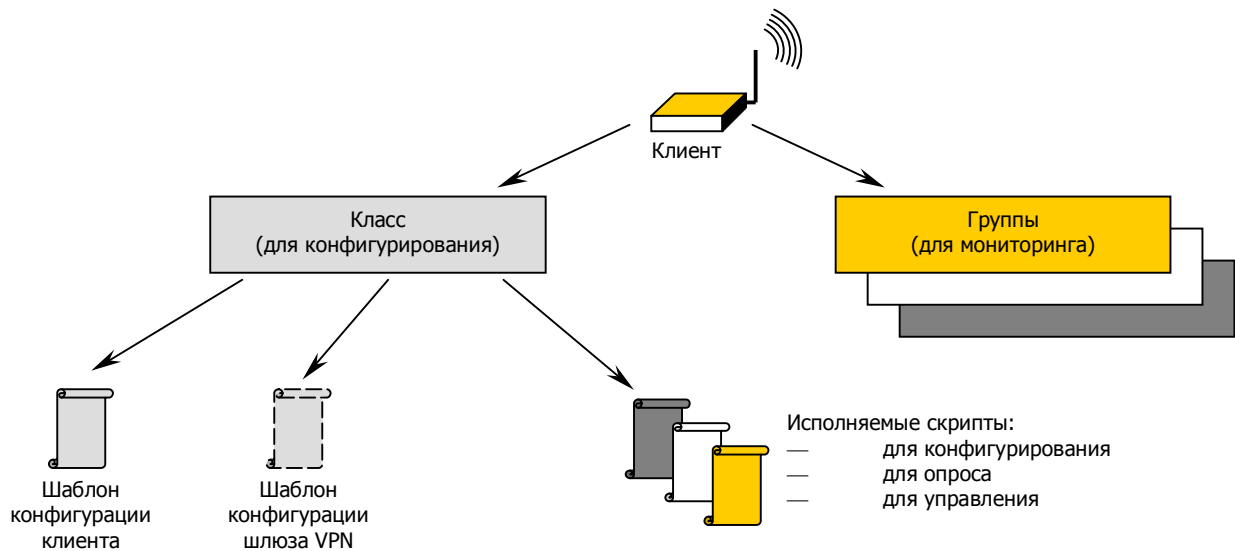 Клиент
Класс
(для конфигурирования)
Группы
(для мониторинга)
Шаблон
конфигурации
клиента
Шаблон
конфигурации
шлюза VPN
Исполняемые скрипты:
— для конфигурирования
— для опроса
— для управления